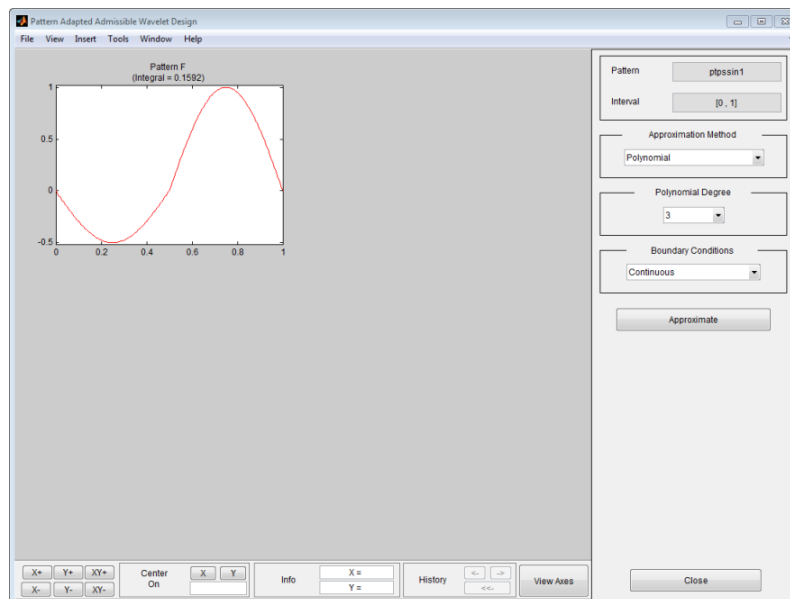 Pattern Adapted Admissible Wavelet Design
File View Insert Tools Window Help
Pattern F
(Integral = 0.1592)
1
0.5
0
-0.5
0 0.2 0.4 0.6 0.8 1
Pattern ptpssin1
Interval [0 , 1]
Approximation Method
Polynomial
Polynomial Degree
3
Boundary Conditions
Continuous
Approximate
X+ Y+ XY+
X- Y- XY-
Center
On
X Y
Info
X =
Y =
History
<- ->
<<-
View Axes
Close